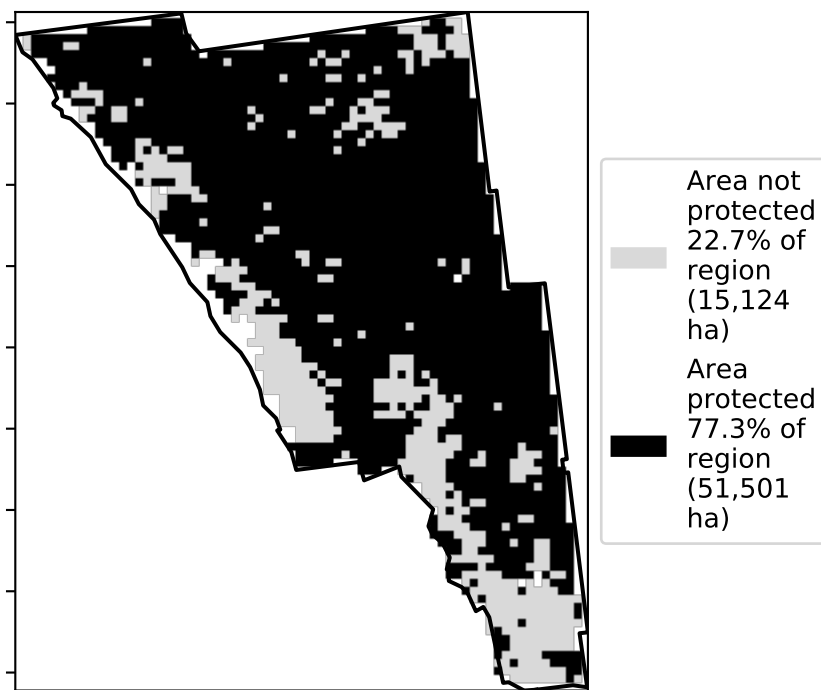 Area not
protected
22.7% of
region
(15,124
ha)
Area
protected
77.3% of
region
(51,501
ha)